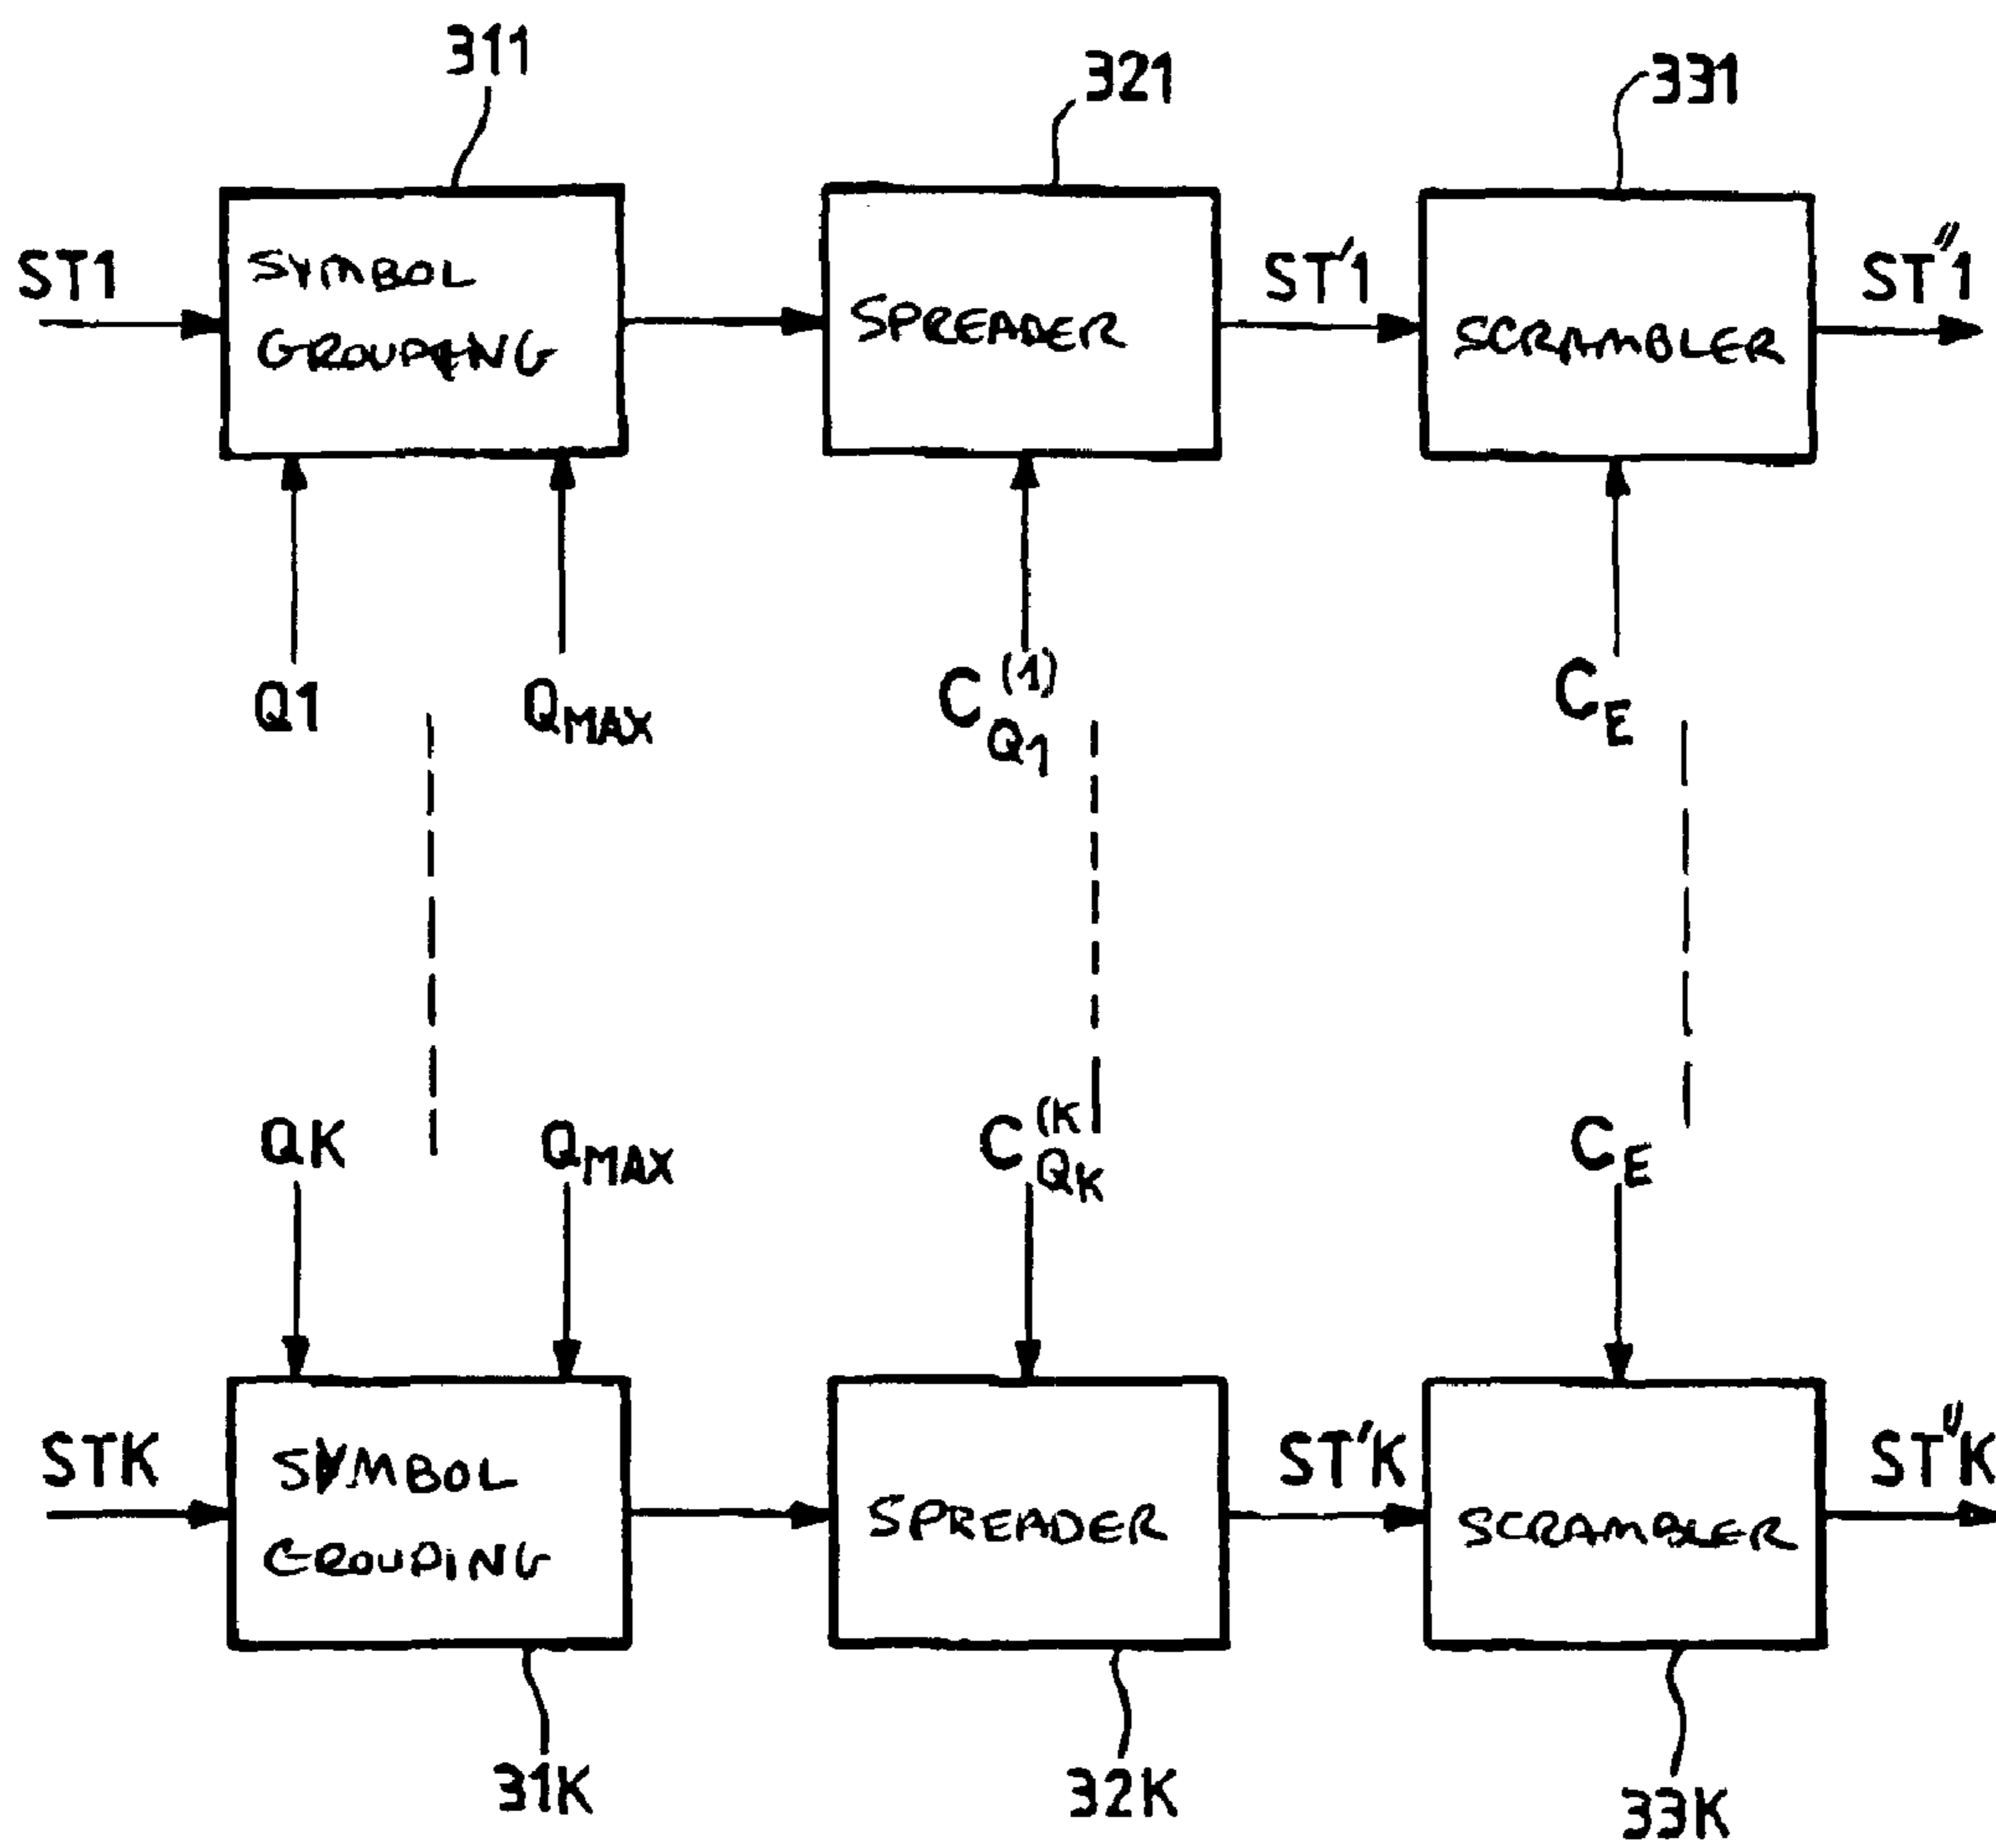 311
321
331
ST1
SYMBOL
GROUPING
SPREADER
ST'1
SCRAMBLER
ST"1
Q1
QMAX
C(1)Q1
CE
QK
QMAX
C(KQK
CE
STK
SYMBOL
GROUPING
SPREADER
ST'K
SCRAMBLER
ST"K
31K
32K
33K